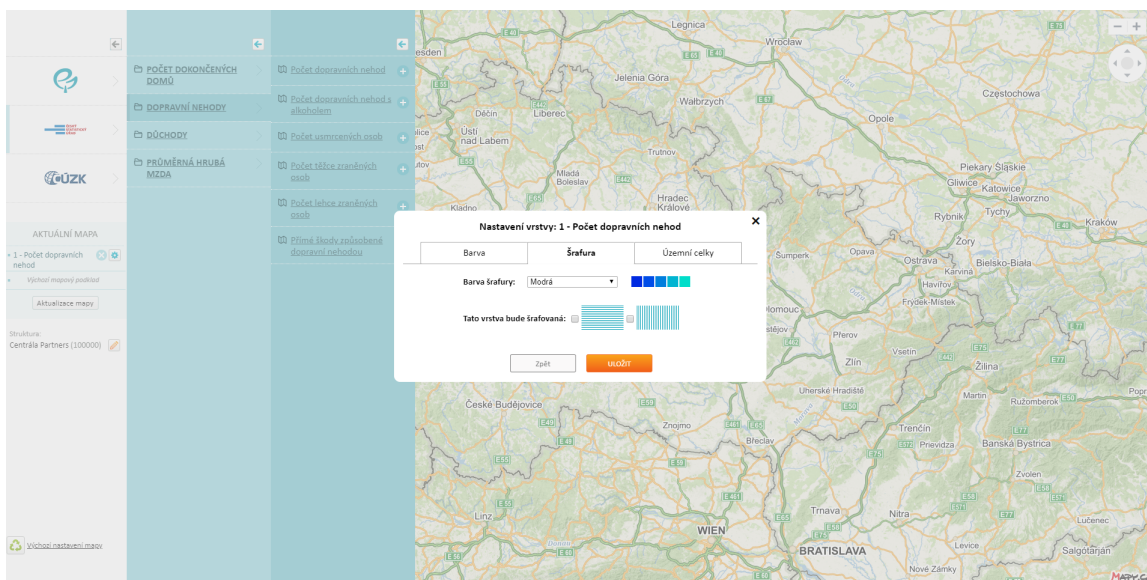 POČET DOKONČENÝCH
DOMŮ
DOPRAVNÍ NEHODY
DŮCHODY
PRŮMĚRNÁ HRUBÁ
MZDA
Počet dopravních nehod
Počet dopravních nehod s
alkoholem
Počet usmrcených osob
Počet těžce zraněných
osob
Počet lehce zraněných
osob
Přímé škody způsobené
dopravní nehodou
ČÚZK
AKTUÁLNÍ MAPA
1 - Počet dopravních
nehod
Výchozí mapový podklad
Aktualizace mapy
Struktura:
Centrála Partners (100000)
Výchozí nastavení mapy
Nastavení vrstvy: 1 - Počet dopravních nehod
Barva
Šrafura
Územní celky
Barva šrafury:
Modrá
Tato vrstva bude šrafovaná:
Zpět
ULOŽIT
Legnica
Wrocław
Jelenia Góra
Wałbrzych
Częstochowa
Opole
Děčín
Liberec
Ústí
nad Labem
Trutnov
Mladá
Boleslav
Hradec
Králové
Kladno
Piekary Śląskie
Gliwice
Katowice
Jaworzno
Rybnik
Tychy
Kraków
Żory
Šumperk
Opava
Ostrava
Karviná
Bielsko-Biała
Havířov
Frýdek-Místek
Přerov
Vsetín
Zlín
Žilina
Uherské Hradiště
Martin
Ružomberok
Popr
České Budějovice
Znojmo
Břeclav
Trenčín
Prievidza
Banská Bystrica
Zvolen
Linz
WIEN
Trnava
Nitra
Lučenec
BRATISLAVA
Levice
Salgótarján
Nové Zámky